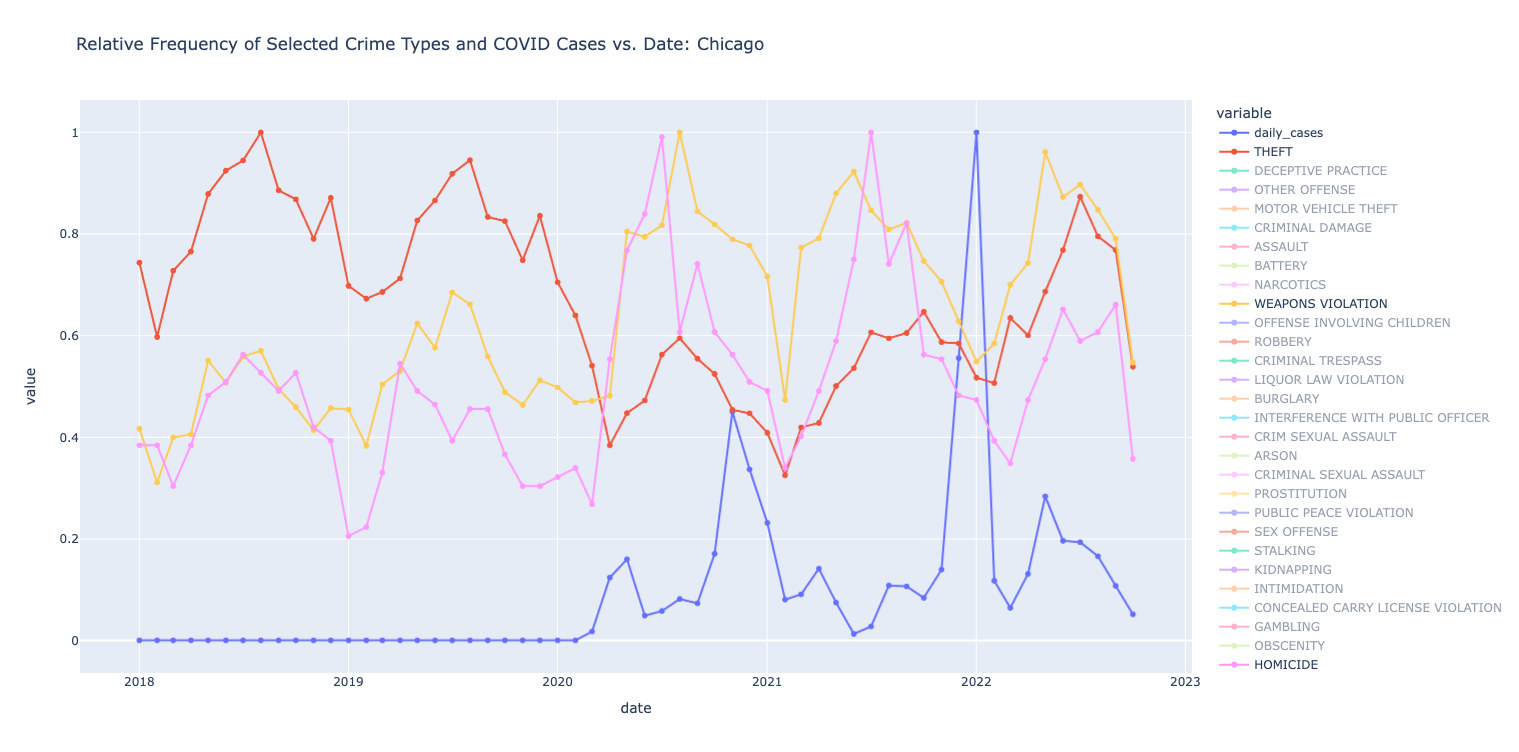 Relative Frequency of Selected Crime Types and COVID Cases vs. Date: Chicago
value
1
0.8
0.6
0.4
0.2
0
2018 2019 2020 2021 2022 2023
date
variable
daily_cases
THEFT
DECEPTIVE PRACTICE
OTHER OFFENSE
MOTOR VEHICLE THEFT
CRIMINAL DAMAGE
ASSAULT
BATTERY
NARCOTICS
WEAPONS VIOLATION
OFFENSE INVOLVING CHILDREN
ROBBERY
CRIMINAL TRESPASS
LIQUOR LAW VIOLATION
BURGLARY
INTERFERENCE WITH PUBLIC OFFICER
CRIM SEXUAL ASSAULT
ARSON
CRIMINAL SEXUAL ASSAULT
PROSTITUTION
PUBLIC PEACE VIOLATION
SEX OFFENSE
STALKING
KIDNAPPING
INTIMIDATION
CONCEALED CARRY LICENSE VIOLATION
GAMBLING
OBSCENITY
HOMICIDE